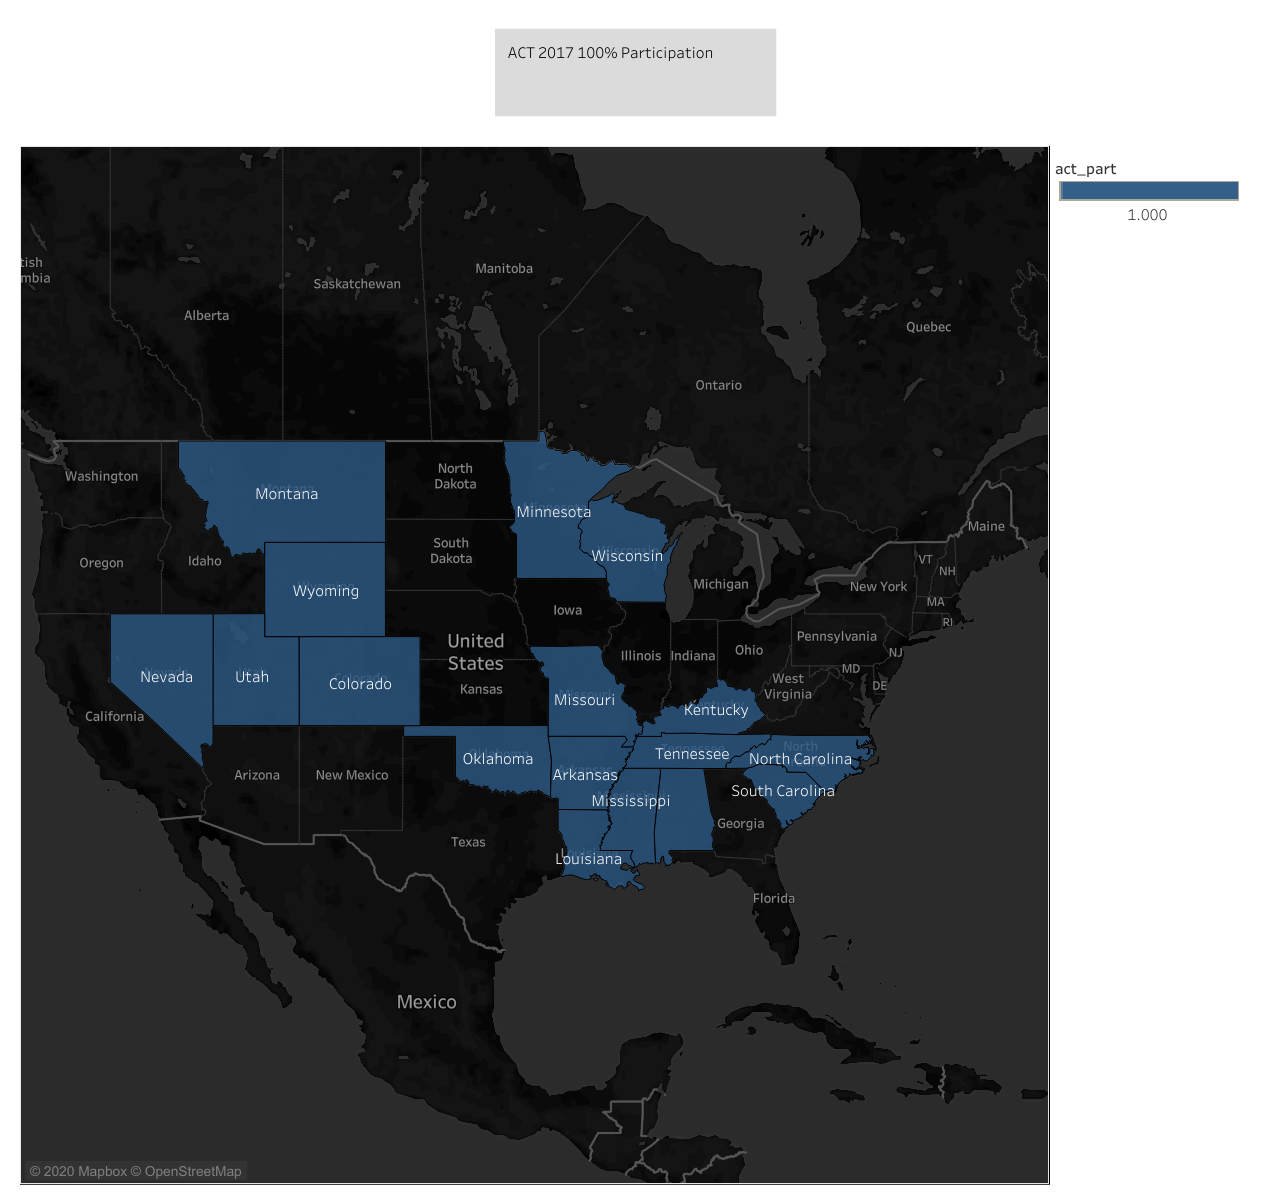 ACT 2017 100% Participation
act_part
1.000
tish
mbia
Alberta
Saskatchewan
Manitoba
Ontario
Quebec
Washington
Montana
North
Dakota
Minnesota
Maine
Oregon
Idaho
South
Dakota
Wisconsin
Michigan
VT
NH
New York
Wyoming
Iowa
MA
RI
United
States
Illinois
Indiana
Ohio
Pennsylvania
NJ
MD
DE
West
Virginia
Nevada
Utah
Colorado
Kansas
Missouri
Kentucky
California
Arizona
New Mexico
Oklahoma
Arkansas
Tennessee
North
North Carolina
Mississippi
South Carolina
Georgia
Texas
Louisiana
Florida
Mexico
© 2020 Mapbox © OpenStreetMap